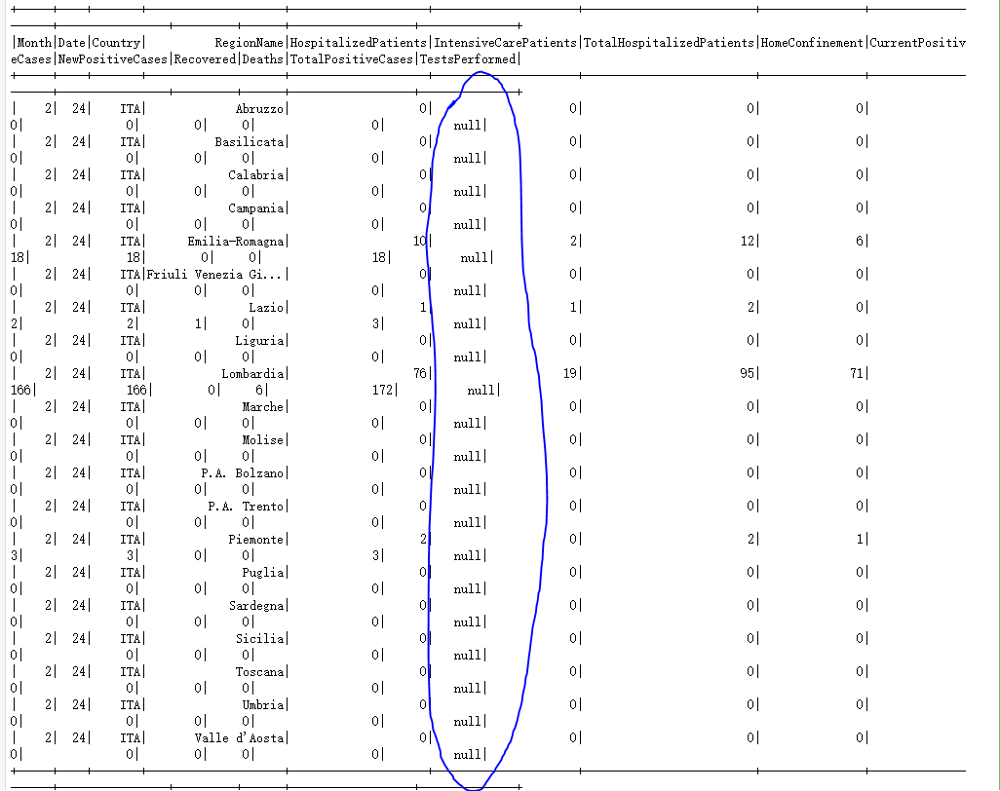 |Month|Date|Country| RegionName|HospitalizedPatients|IntensiveCarePatients|TotalHospitalizedPatients|HomeConfinement|CurrentPositiv
eCases|NewPositiveCases|Recovered|Deaths|TotalPositiveCases|TestsPerformed|
| 2| 24| ITA| Abruzzo| 0| 0| 0| 0|
0| 0| 0| 0| 0| null|
| 2| 24| ITA| Basilicata| 0| 0| 0| 0|
0| 0| 0| 0| 0| null|
| 2| 24| ITA| Calabria| 0| 0| 0| 0|
0| 0| 0| 0| 0| null|
| 2| 24| ITA| Campania| 0| 0| 0| 0|
0| 0| 0| 0| 0| null|
| 2| 24| ITA| Emilia-Romagna| 10| 2| 12| 6|
18| 18| 0| 0| 18| null|
| 2| 24| ITA|Friuli Venezia Gi...| 0| 0| 0| 0|
0| 0| 0| 0| 0| null|
| 2| 24| ITA| Lazio| 1| 1| 2| 0|
2| 2| 1| 0| 3| null|
| 2| 24| ITA| Liguria| 0| 0| 0| 0|
0| 0| 0| 0| 0| null|
| 2| 24| ITA| Lombardia| 76| 19| 95| 71|
166| 166| 0| 6| 172| null|
| 2| 24| ITA| Marche| 0| 0| 0| 0|
0| 0| 0| 0| 0| null|
| 2| 24| ITA| Molise| 0| 0| 0| 0|
0| 0| 0| 0| 0| null|
| 2| 24| ITA| P.A. Bolzano| 0| 0| 0| 0|
0| 0| 0| 0| 0| null|
| 2| 24| ITA| P.A. Trento| 0| 0| 0| 0|
0| 0| 0| 0| 0| null|
| 2| 24| ITA| Piemonte| 2| 0| 2| 1|
3| 3| 0| 0| 3| null|
| 2| 24| ITA| Puglia| 0| 0| 0| 0|
0| 0| 0| 0| 0| null|
| 2| 24| ITA| Sardegna| 0| 0| 0| 0|
0| 0| 0| 0| 0| null|
| 2| 24| ITA| Sicilia| 0| 0| 0| 0|
0| 0| 0| 0| 0| null|
| 2| 24| ITA| Toscana| 0| 0| 0| 0|
0| 0| 0| 0| 0| null|
| 2| 24| ITA| Umbria| 0| 0| 0| 0|
0| 0| 0| 0| 0| null|
| 2| 24| ITA| Valle d'Aosta| 0| 0| 0| 0|
0| 0| 0| 0| 0| null|